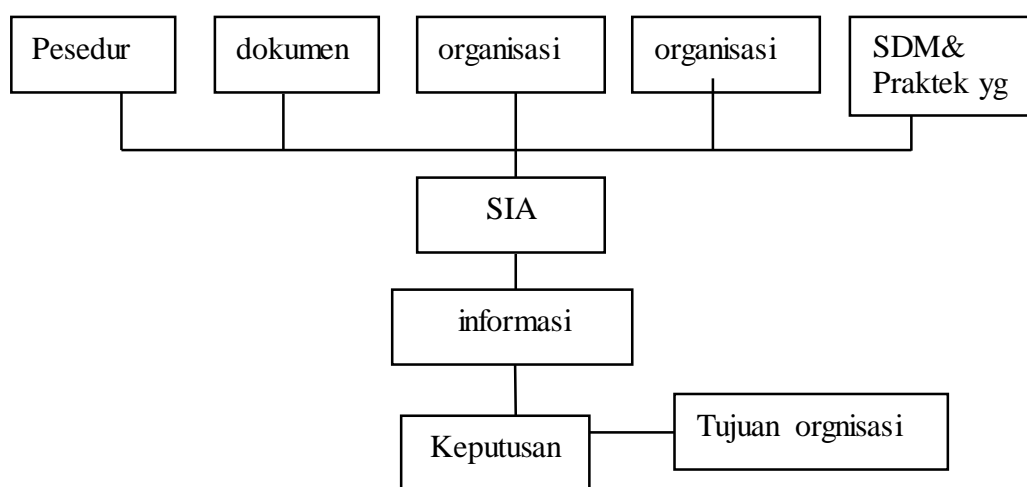 Pesedur
dokumen
organisasi
organisasi
SDM&
Praktek yg
SIA
informasi
Keputusan
Tujuan orgnisasi